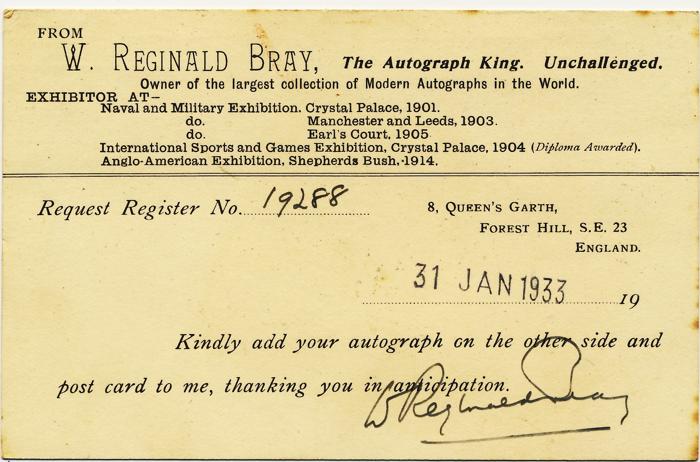 FROM
W. REGINALD BRAY, The Autograph King. Unchallenged.
Owner of the largest collection of Modern Autographs in the World.
EXHIBITOR AT—
Naval and Military Exhibition. Crystal Palace, 1901.
do. Manchester and Leeds, 1903.
do. Earl's Court, 1905
International Sports and Games Exhibition, Crystal Palace, 1904 (Diploma Awarded).
Anglo-American Exhibition, Shepherds Bush, 1914.
Request Register No. 19288
8, QUEEN'S GARTH,
FOREST HILL, S.E. 23
ENGLAND.
31 JAN 1933 19
Kindly add your autograph on the other side and
post card to me, thanking you in anticipation.
W Reginald Bray